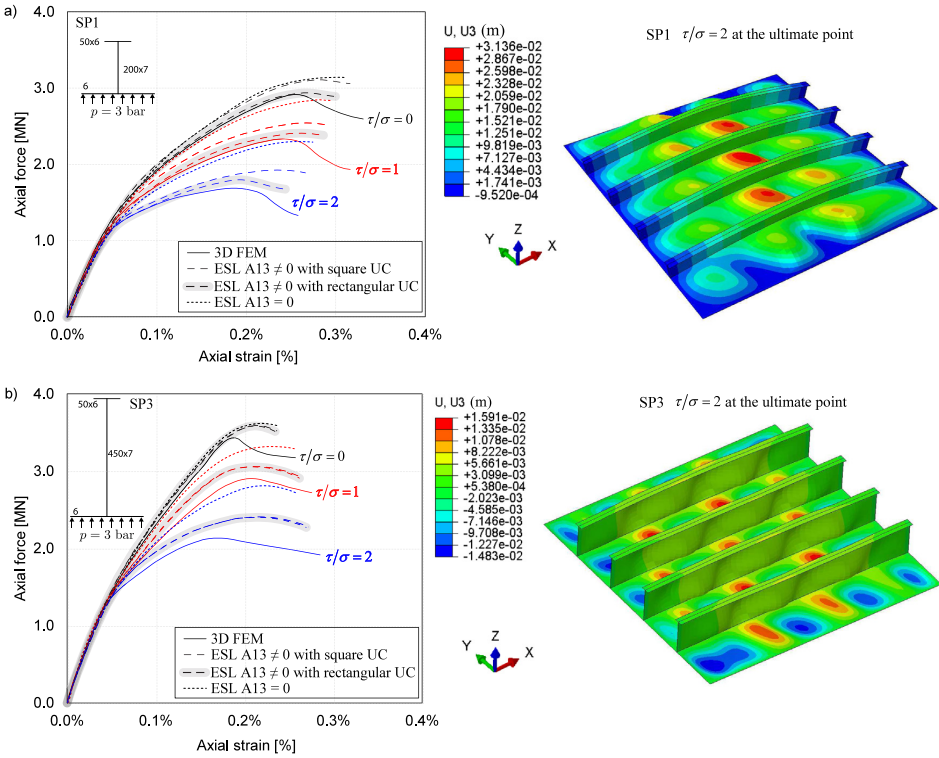 a)
SP1
50x6
200x7
6
p = 3 bar
4.0
3.0
2.0
1.0
0.0
Axial force [MN]
τ/σ = 0
τ/σ = 1
τ/σ = 2
3D FEM
ESL A13 ≠ 0 with square UC
ESL A13 ≠ 0 with rectangular UC
ESL A13 = 0
0.0% 0.1% 0.2% 0.3% 0.4%
Axial strain [%]
U, U3 (m)
+3.136e-02
+2.867e-02
+2.598e-02
+2.328e-02
+2.059e-02
+1.790e-02
+1.521e-02
+1.251e-02
+9.819e-03
+7.127e-03
+4.434e-03
+1.741e-03
-9.520e-04
SP1 τ/σ = 2 at the ultimate point
Z
Y X
b)
SP3
50x6
450x7
6
p = 3 bar
4.0
3.0
2.0
1.0
0.0
Axial force [MN]
τ/σ = 0
τ/σ = 1
τ/σ = 2
3D FEM
ESL A13 ≠ 0 with square UC
ESL A13 ≠ 0 with rectangular UC
ESL A13 = 0
0.0% 0.1% 0.2% 0.3% 0.4%
Axial strain [%]
U, U3 (m)
+1.591e-02
+1.335e-02
+1.078e-02
+8.222e-03
+5.661e-03
+3.099e-03
+5.380e-04
-2.023e-03
-4.585e-03
-7.146e-03
-9.708e-03
-1.227e-02
-1.483e-02
SP3 τ/σ = 2 at the ultimate point
Z
Y X